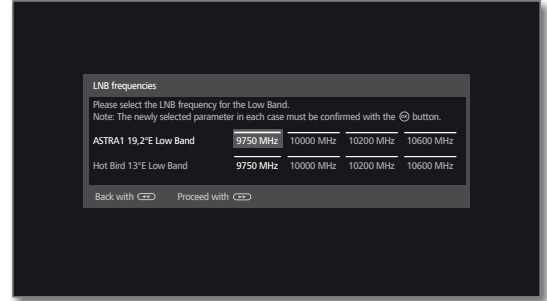 LNB frequencies
Please select the LNB frequency for the Low Band.
Note: The newly selected parameter in each case must be confirmed with the OK button.
ASTRA1 19,2°E Low Band 9750 MHz 10000 MHz 10200 MHz 10600 MHz
Hot Bird 13°E Low Band 9750 MHz 10000 MHz 10200 MHz 10600 MHz
Back with ◄◄ Proceed with ►►